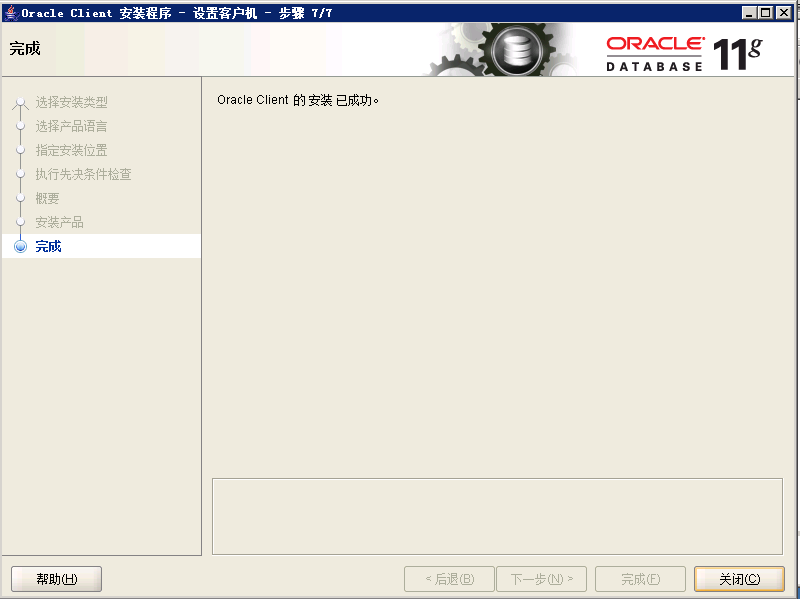 Oracle Client 安装程序 - 设置客户机 - 步骤 7/7
完成
ORACLE
DATABASE
11g
选择安装类型
选择产品语言
指定安装位置
执行先决条件检查
概要
安装产品
完成
Oracle Client 的安装 已成功。
帮助(H)
< 后退(B)
下一步(N) >
完成(F)
关闭(C)